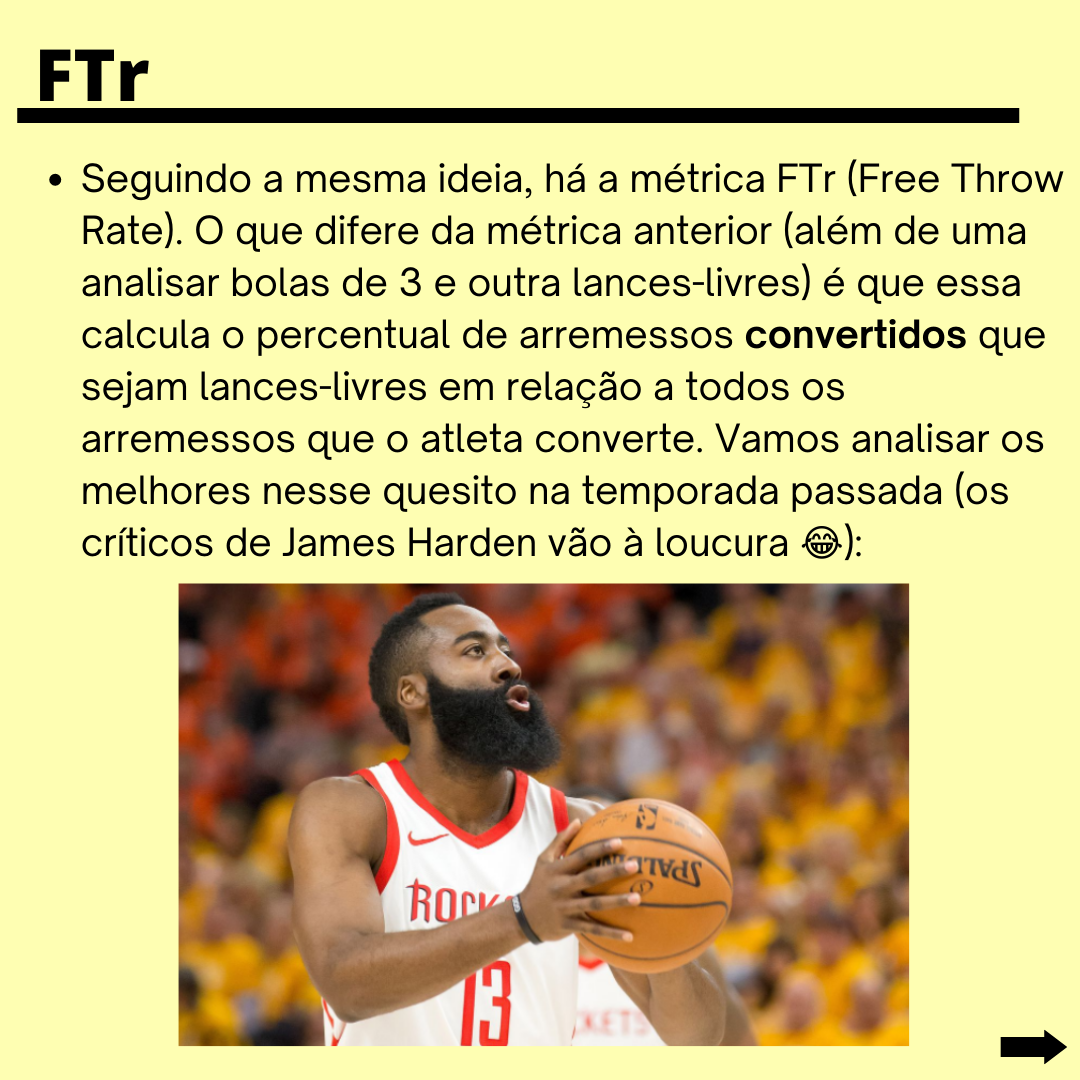 FTr
• Seguindo a mesma ideia, há a métrica FTr (Free Throw
Rate). O que difere da métrica anterior (além de uma
analisar bolas de 3 e outra lances-livres) é que essa
calcula o percentual de arremessos convertidos que
sejam lances-livres em relação a todos os
arremessos que o atleta converte. Vamos analisar os
melhores nesse quesito na temporada passada (os
críticos de James Harden vão à loucura 😂):
SPALDING
ROCK
13
KETS